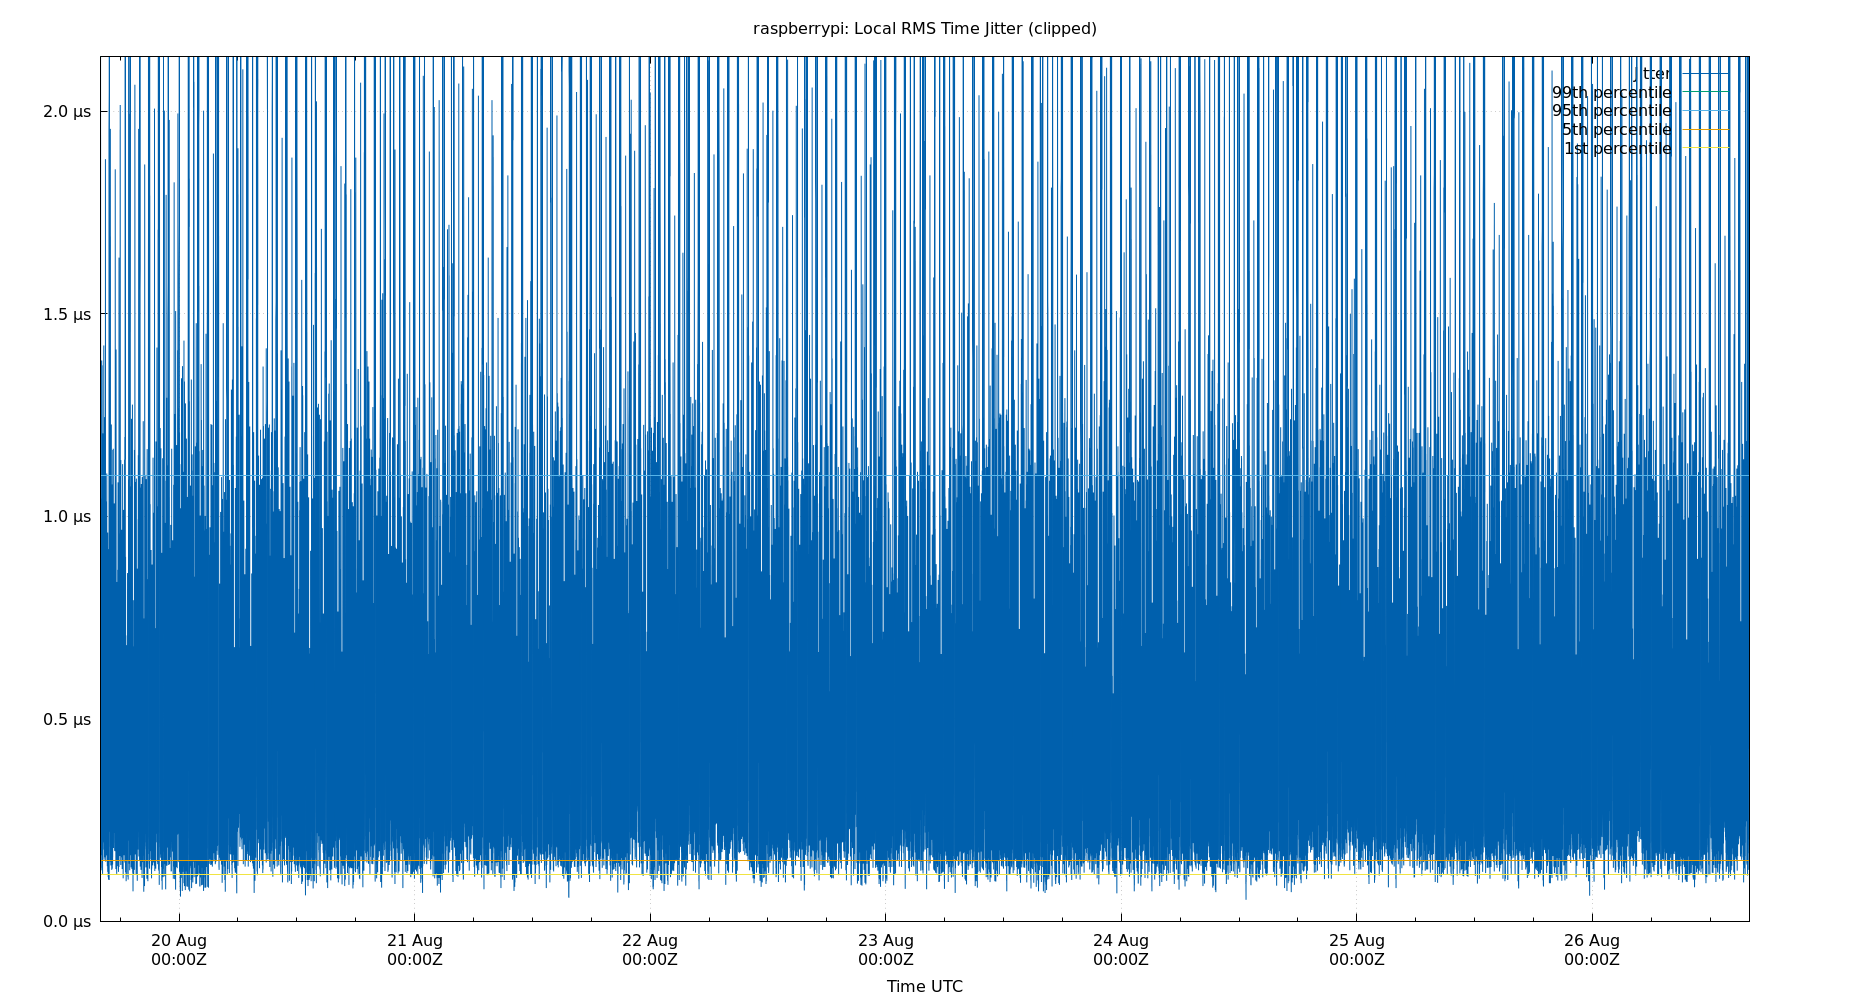 raspberrypi: Local RMS Time Jitter (clipped)
jitter
99th percentile
95th percentile
5th percentile
1st percentile
2.0 µs
1.5 µs
1.0 µs
0.5 µs
0.0 µs
20 Aug
00:00Z
21 Aug
00:00Z
22 Aug
00:00Z
23 Aug
00:00Z
24 Aug
00:00Z
25 Aug
00:00Z
26 Aug
00:00Z
Time UTC